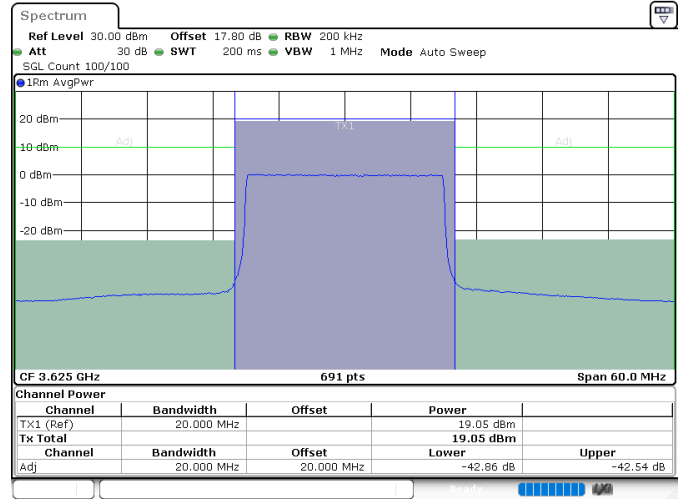 Spectrum
Ref Level 30.00 dBm Offset 17.80 dB RBW 200 kHz
Att 30 dB SWT 200 ms VBW 1 MHz Mode Auto Sweep
SGL Count 100/100
1Rm AvgPwr
TX1
20 dBm
Adj Adj
10 dBm
0 dBm
-10 dBm
-20 dBm
CF 3.625 GHz 691 pts Span 60.0 MHz
Channel Power
Channel Bandwidth Offset Power
TX1 (Ref) 20.000 MHz 19.05 dBm
Tx Total 19.05 dBm
Channel Bandwidth Offset Lower Upper
Adj 20.000 MHz 20.000 MHz -42.86 dB -42.54 dB
Ready